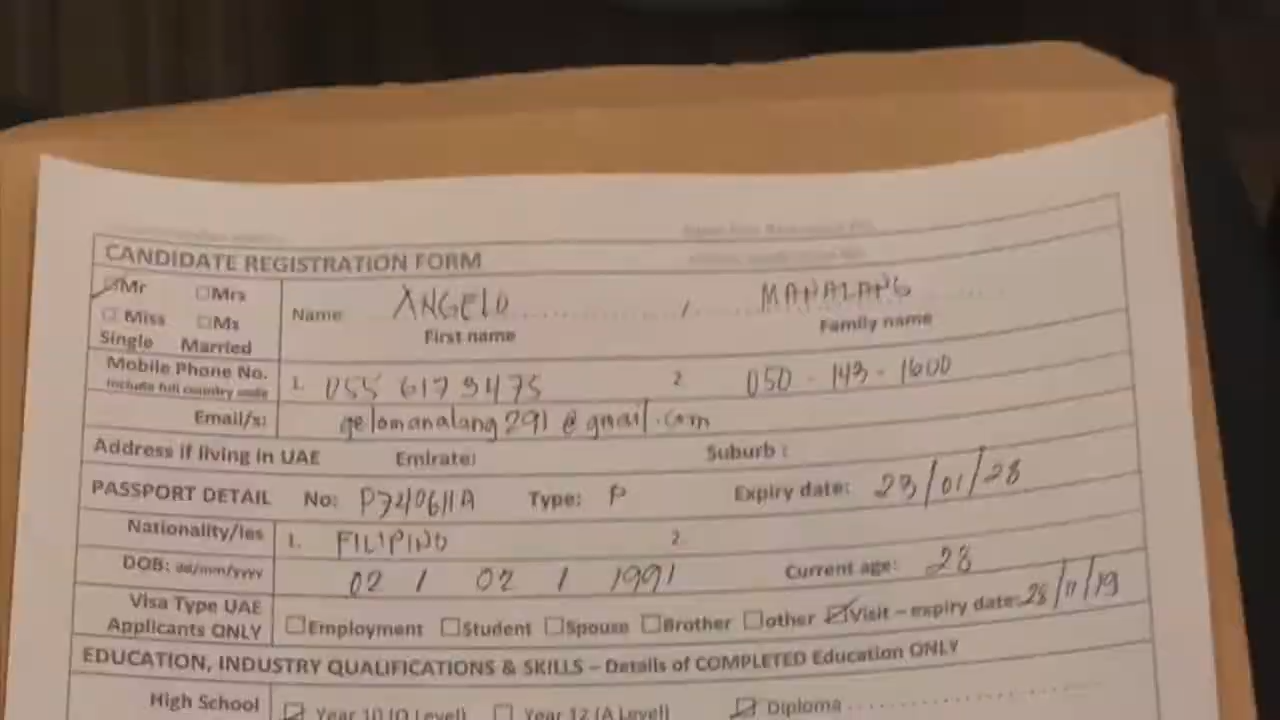 CANDIDATE REGISTRATION FORM
Mr Mrs Name ANGELO / MANALANG
Miss Ms First name Family name
Single Married
Mobile Phone No. 1. 055 6179475 2. 050 - 143 - 1600
Include full country code
Email/s: gelomanalang291@gmail.com
Address if living in UAE Emirate: Suburb :
PASSPORT DETAIL No: P7240611A Type: P Expiry date: 23/01/28
Nationality/ies 1. FILIPINO 2.
DOB: dd/mm/yyyy 02 / 02 / 1991 Current age: 28
Visa Type UAE
Applicants ONLY Employment Student Spouse Brother other Visit – expiry date: 28/11/19
EDUCATION, INDUSTRY QUALIFICATIONS & SKILLS – Details of COMPLETED Education ONLY
High School Year 10 (O Level) Year 12 (A Level) Diploma